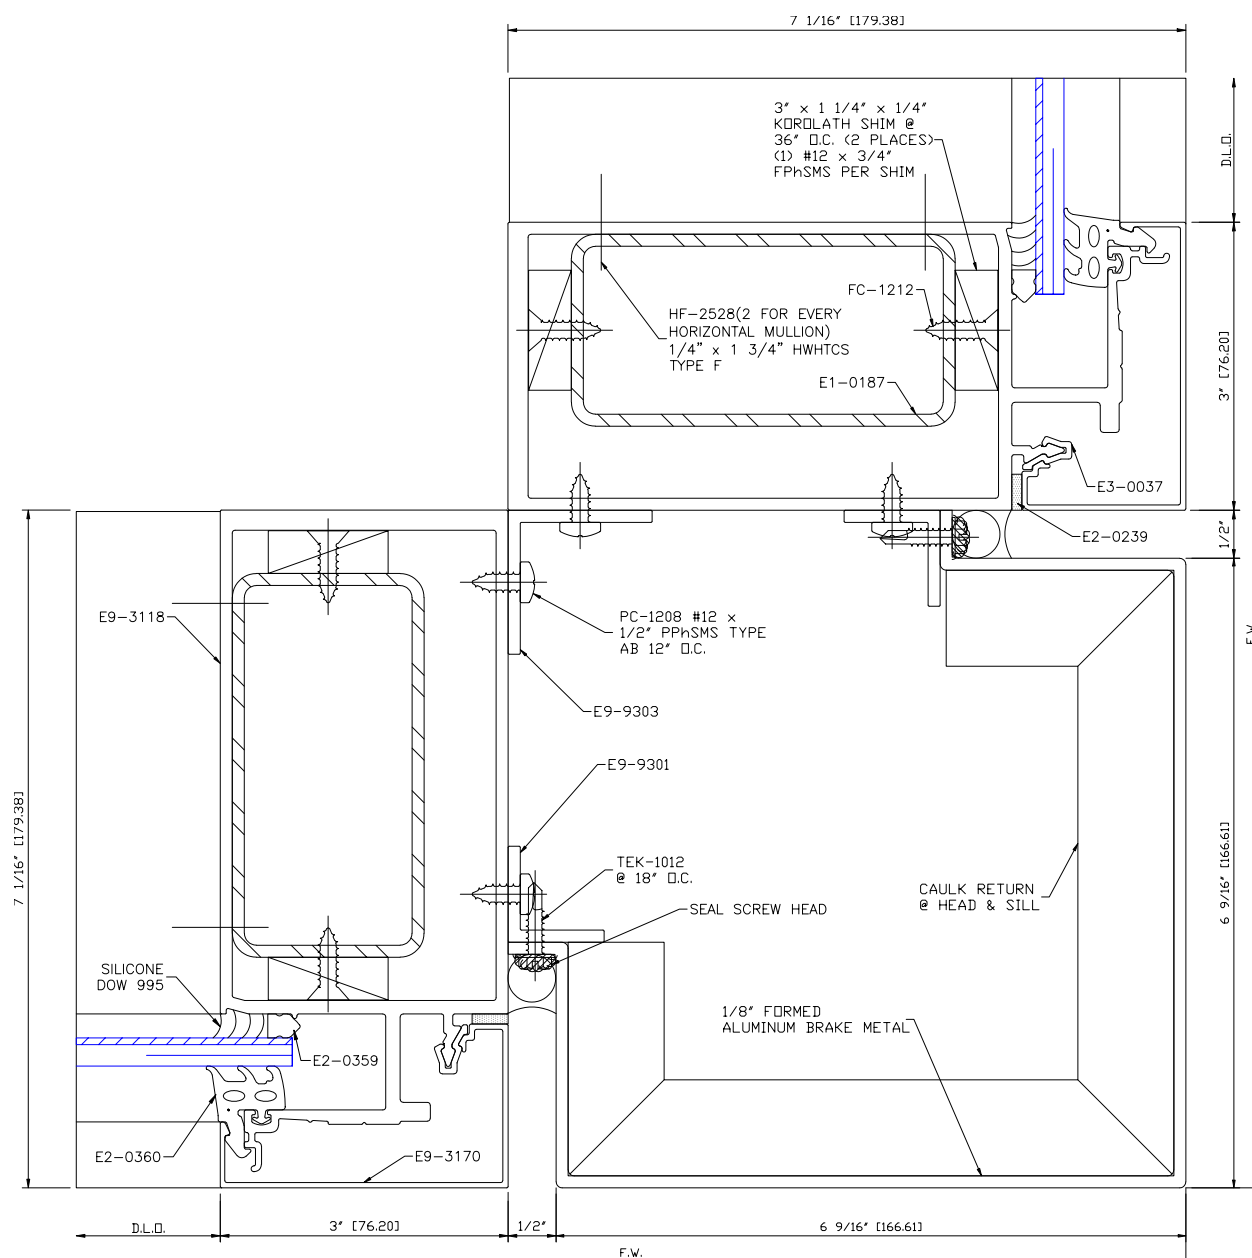 7 1/16" [179.38]
3" x 1 1/4" x 1/4"
KOROLATH SHIM @
36" O.C. (2 PLACES)
(1) #12 x 3/4"
FPhSMS PER SHIM
D.L.O.
FC-1212
HF-2528(2 FOR EVERY
HORIZONTAL MULLION)
1/4" x 1 3/4" HWHTCS
TYPE F
E1-0187
3" [76.20]
E3-0037
E2-0239
1/2"
E9-3118
PC-1208 #12 x
1/2" PPhSMS TYPE
AB 12" O.C.
F.W.
E9-9303
E9-9301
7 1/16" [179.38]
TEK-1012
@ 18" O.C.
SEAL SCREW HEAD
CAULK RETURN
@ HEAD & SILL
6 9/16" [166.61]
SILICONE
DOW 995
1/8" FORMED
ALUMINUM BRAKE METAL
E2-0359
E2-0360
E9-3170
D.L.O.
3" [76.20]
1/2"
6 9/16" [166.61]
F.W.